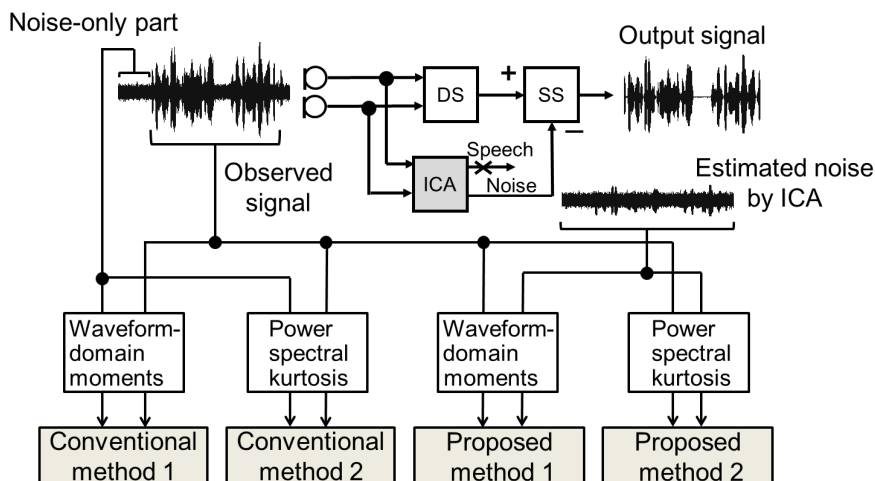 Noise-only part
Output signal
DS
+
SS
−
Speech
ICA
Noise
Observed
signal
Estimated noise
by ICA
Waveform-
domain
moments
Power
spectral
kurtosis
Waveform-
domain
moments
Power
spectral
kurtosis
Conventional
method 1
Conventional
method 2
Proposed
method 1
Proposed
method 2